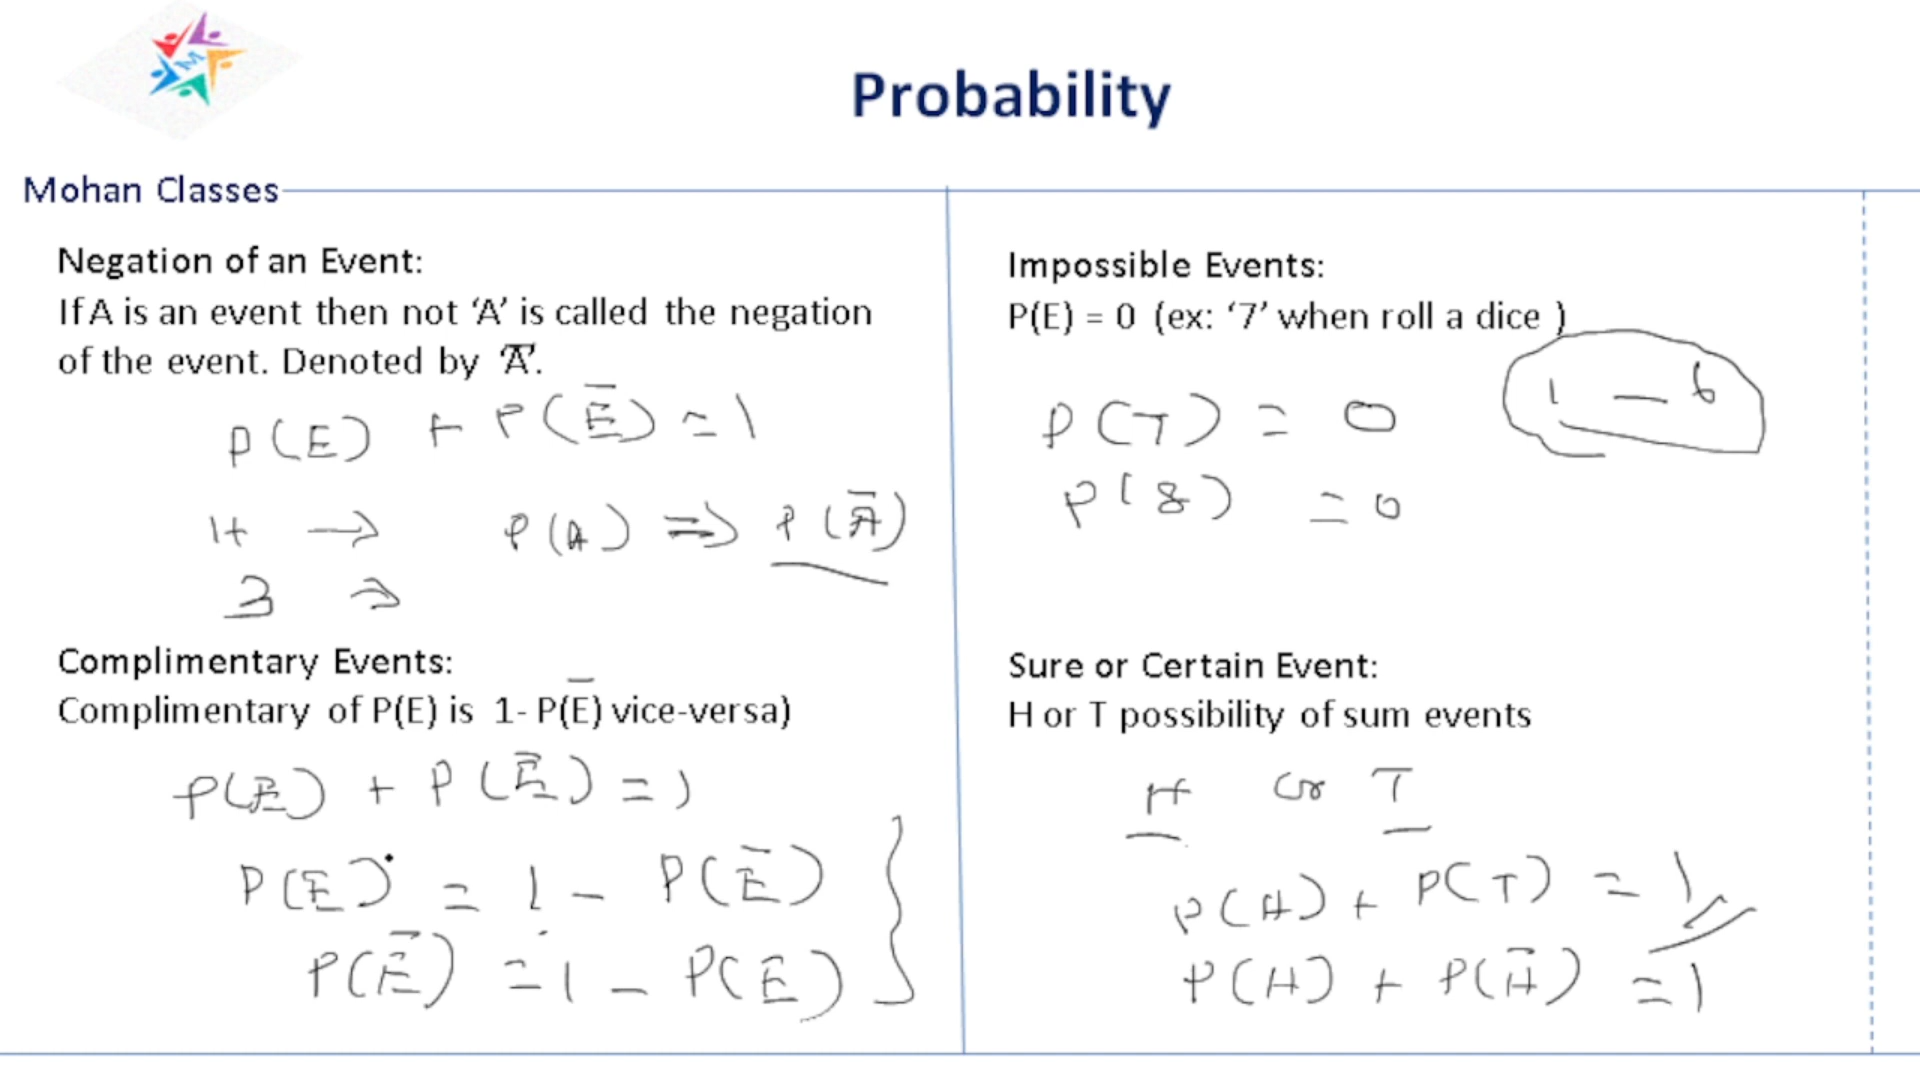 M
Probability
Mohan Classes
Negation of an Event:
If A is an event then not ‘A’ is called the negation
of the event. Denoted by ‘A̅’.
P(E) + P(E̅) = 1
H → P(A) ⇒ P(A̅)
3 ⇒
Complimentary Events:
Complimentary of P(E) is 1- P(E̅) vice-versa)
P(E) + P(E̅) = 1
P(E) = 1 - P(E̅)
P(E̅) = 1 - P(E)
Impossible Events:
P(E) = 0 (ex: ‘7’ when roll a dice )
1 — 6
P(7) = 0
P(8) = 0
Sure or Certain Event:
H or T possibility of sum events
H or T
P(H) + P(T) = 1
P(H) + P(H̅) = 1